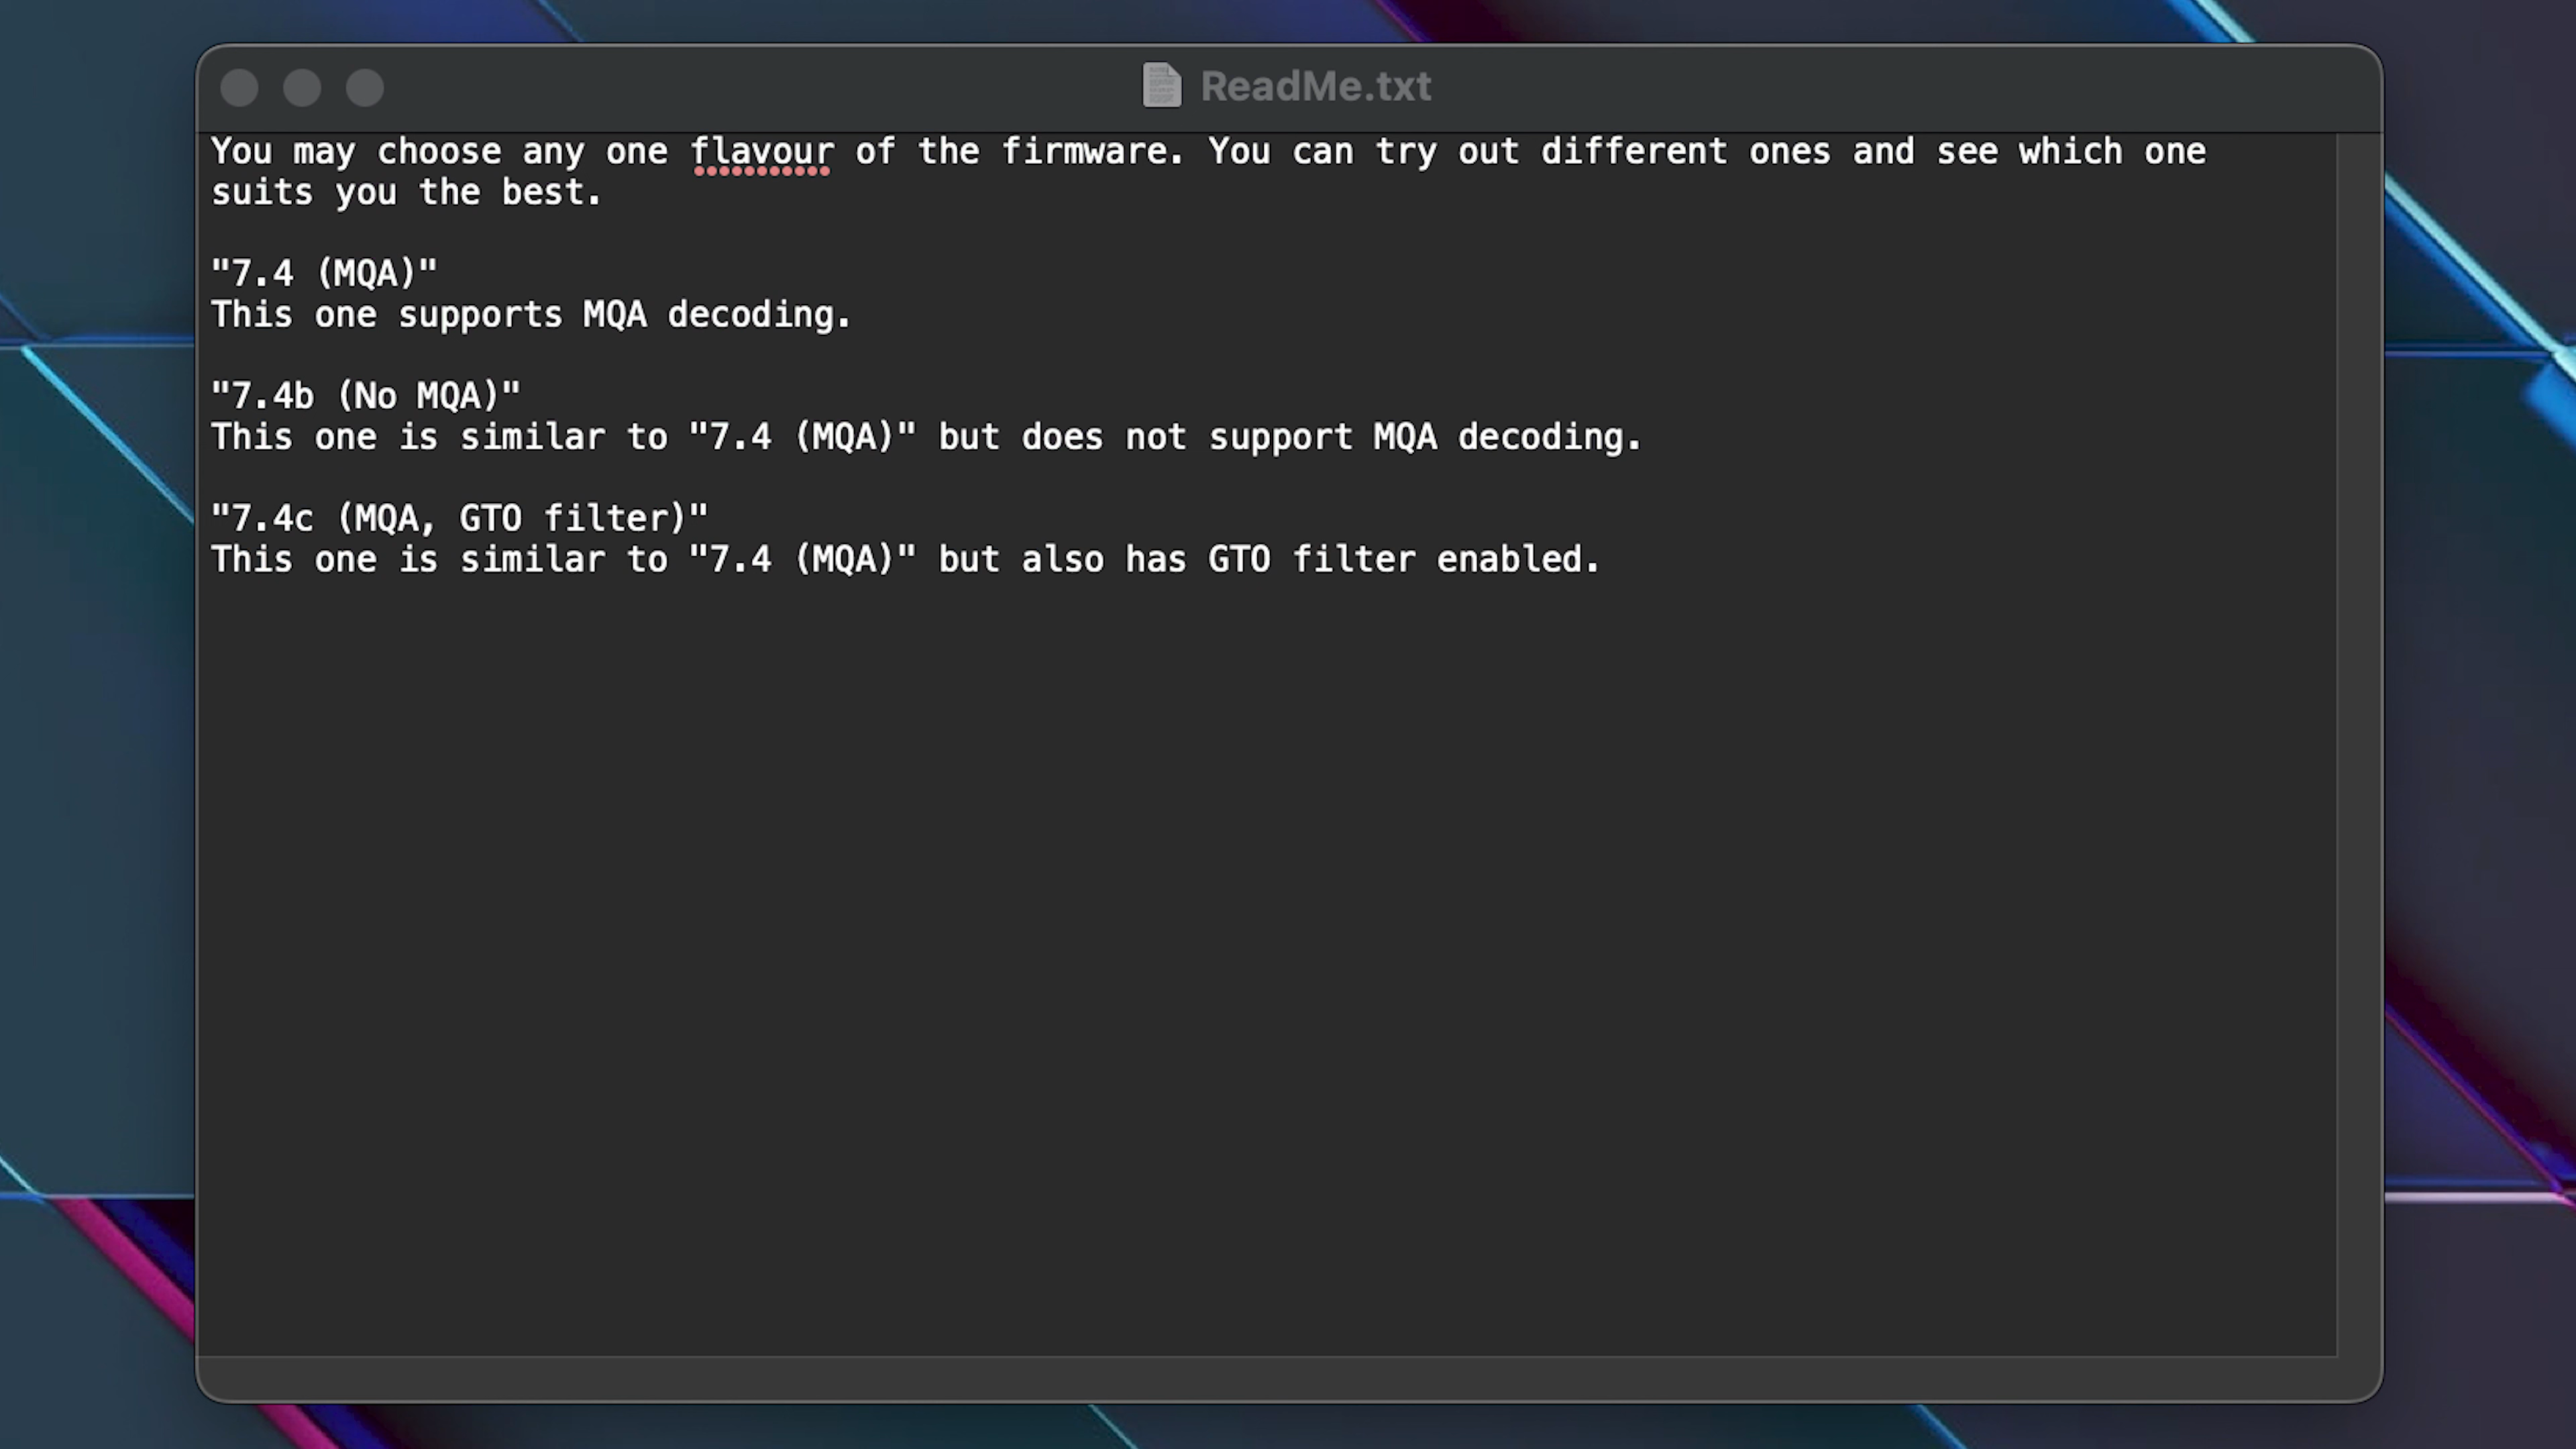 ReadMe.txt
You may choose any one flavour of the firmware. You can try out different ones and see which one
suits you the best.
"7.4 (MQA)"
This one supports MQA decoding.
"7.4b (No MQA)"
This one is similar to "7.4 (MQA)" but does not support MQA decoding.
"7.4c (MQA, GTO filter)"
This one is similar to "7.4 (MQA)" but also has GTO filter enabled.